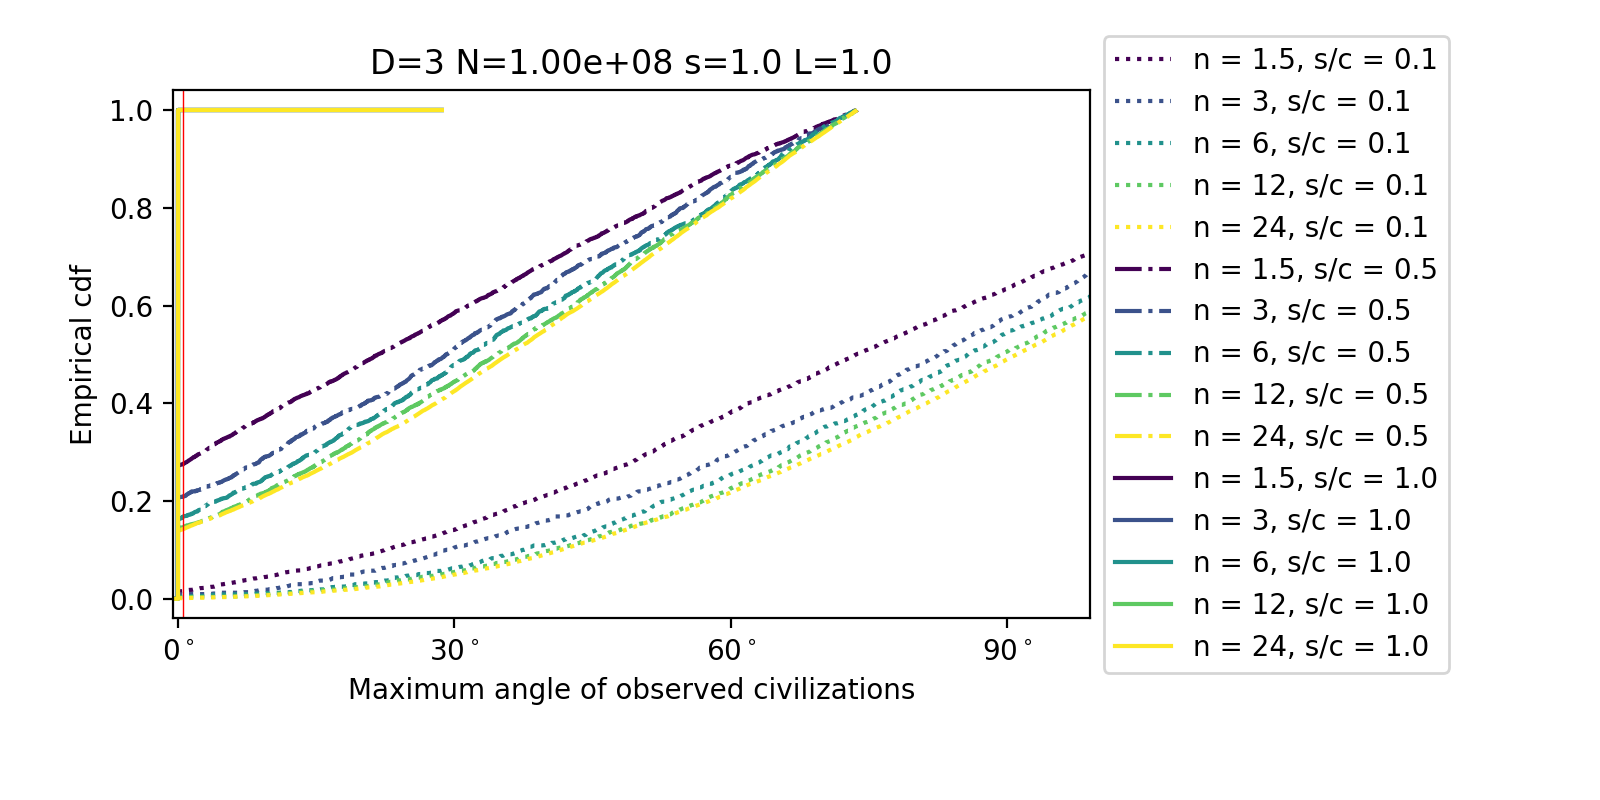 D=3 N=1.00e+08 s=1.0 L=1.0
1.0
0.8
0.6
0.4
0.2
0.0
Empirical cdf
0° 30° 60° 90°
Maximum angle of observed civilizations
n = 1.5, s/c = 0.1
n = 3, s/c = 0.1
n = 6, s/c = 0.1
n = 12, s/c = 0.1
n = 24, s/c = 0.1
n = 1.5, s/c = 0.5
n = 3, s/c = 0.5
n = 6, s/c = 0.5
n = 12, s/c = 0.5
n = 24, s/c = 0.5
n = 1.5, s/c = 1.0
n = 3, s/c = 1.0
n = 6, s/c = 1.0
n = 12, s/c = 1.0
n = 24, s/c = 1.0